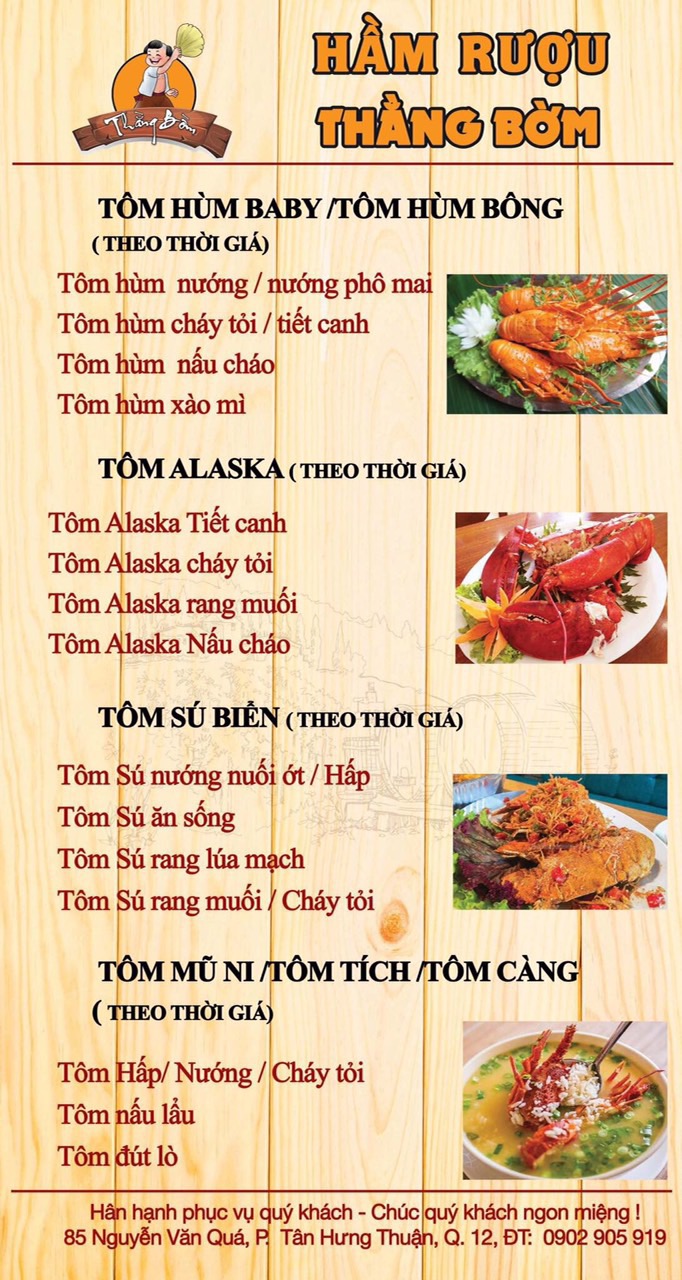 Thằng Bờm
HẦM RƯỢU
THẰNG BỜM
TÔM HÙM BABY /TÔM HÙM BÔNG
( THEO THỜI GIÁ)
Tôm hùm nướng / nướng phô mai
Tôm hùm cháy tỏi / tiết canh
Tôm hùm nấu cháo
Tôm hùm xào mì
TÔM ALASKA ( THEO THỜI GIÁ)
Tôm Alaska Tiết canh
Tôm Alaska cháy tỏi
Tôm Alaska rang muối
Tôm Alaska Nấu cháo
TÔM SÚ BIỄN ( THEO THỜI GIÁ)
Tôm Sú nướng nuối ớt / Hấp
Tôm Sú ăn sống
Tôm Sú rang lúa mạch
Tôm Sú rang muối / Cháy tỏi
TÔM MŨ NI /TÔM TÍCH /TÔM CÀNG
( THEO THỜI GIÁ)
Tôm Hấp/ Nướng / Cháy tỏi
Tôm nấu lẩu
Tôm đút lò
Hân hạnh phục vụ quý khách - Chúc quý khách ngon miệng !
85 Nguyễn Văn Quá, P. Tân Hưng Thuận, Q. 12, ĐT: 0902 905 919